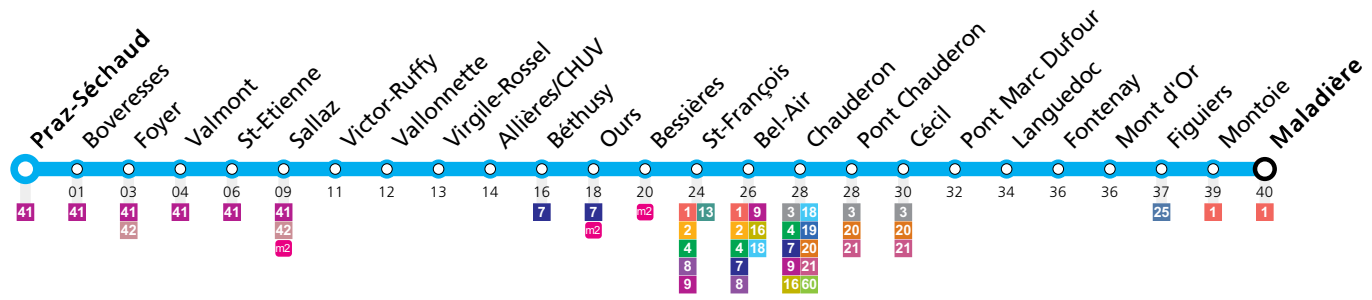 Praz-Séchaud
Boveresses
Foyer
Valmont
St-Etienne
Sallaz
Victor-Ruffy
Vallonnette
Virgile-Rossel
Allières/CHUV
Béthusy
Ours
Bessières
St-François
Bel-Air
Chauderon
Pont Chauderon
Cécil
Pont Marc Dufour
Languedoc
Fontenay
Mont d'Or
Figuiers
Montoie
Maladière
01 03 04 06 09 11 12 13 14 16 18 20 24 26 28 28 30 32 34 36 36 37 39 40
41 41 41 41 41 41 7 7 m2 1 13 1 9 3 18 3 3 25 1 1
42 42 m2 2 2 16 4 19 20 20
m2 4 4 18 7 20 21 21
8 7 9 21
9 8 16 60